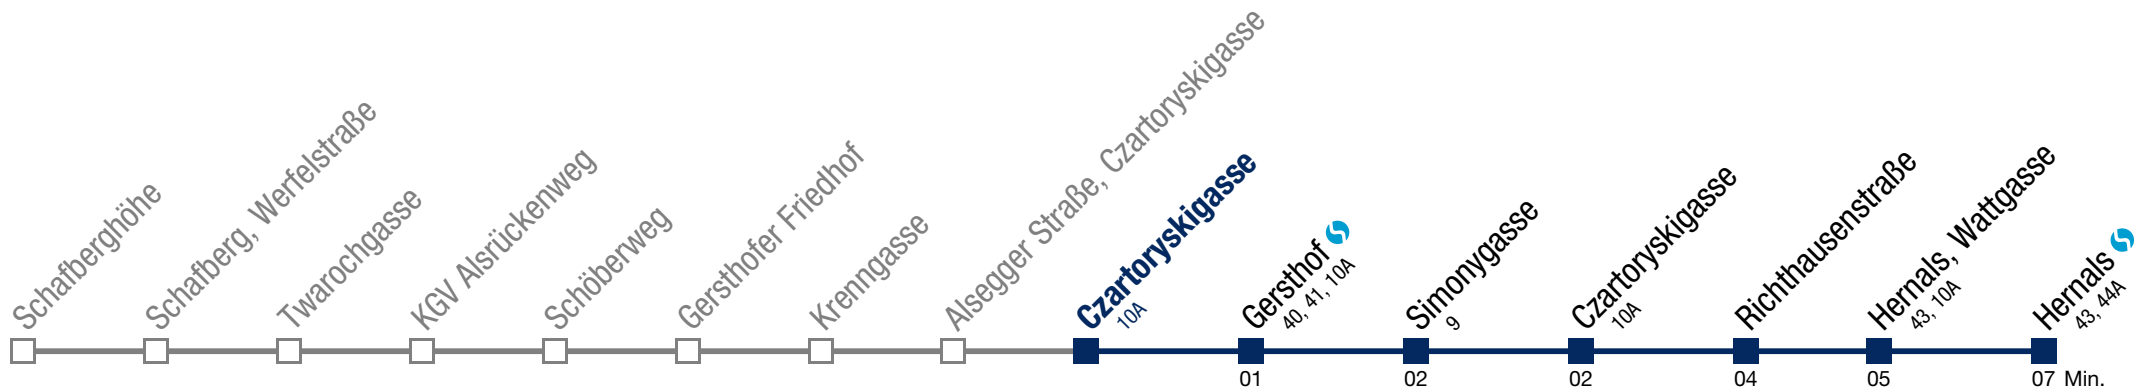 Schafberghöhe
Schafberg, Werfelstraße
Twarochgasse
KGV Alsrückenweg
Schöberweg
Gersthofer Friedhof
Krenngasse
Alsegger Straße, Czartoryskigasse
Czartoryskigasse
10A
Gersthof
40, 41, 10A
Simonygasse
9
Czartoryskigasse
10A
Richthausenstraße
Hernals, Wattgasse
43, 10A
Hernals
43, 44A
01 02 02 04 05 07 Min.